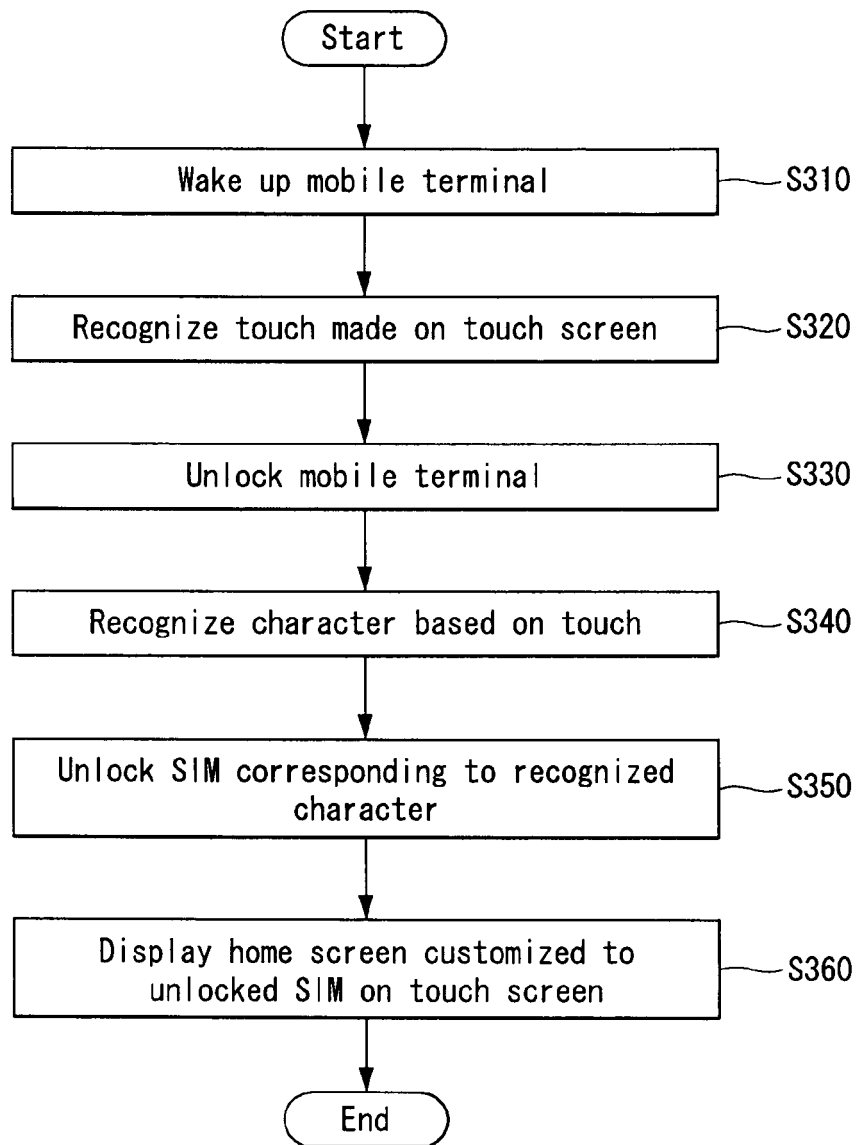 Start
Wake up mobile terminal
S310
Recognize touch made on touch screen
S320
Unlock mobile terminal
S330
Recognize character based on touch
S340
Unlock SIM corresponding to recognized
character
S350
Display home screen customized to
unlocked SIM on touch screen
S360
End